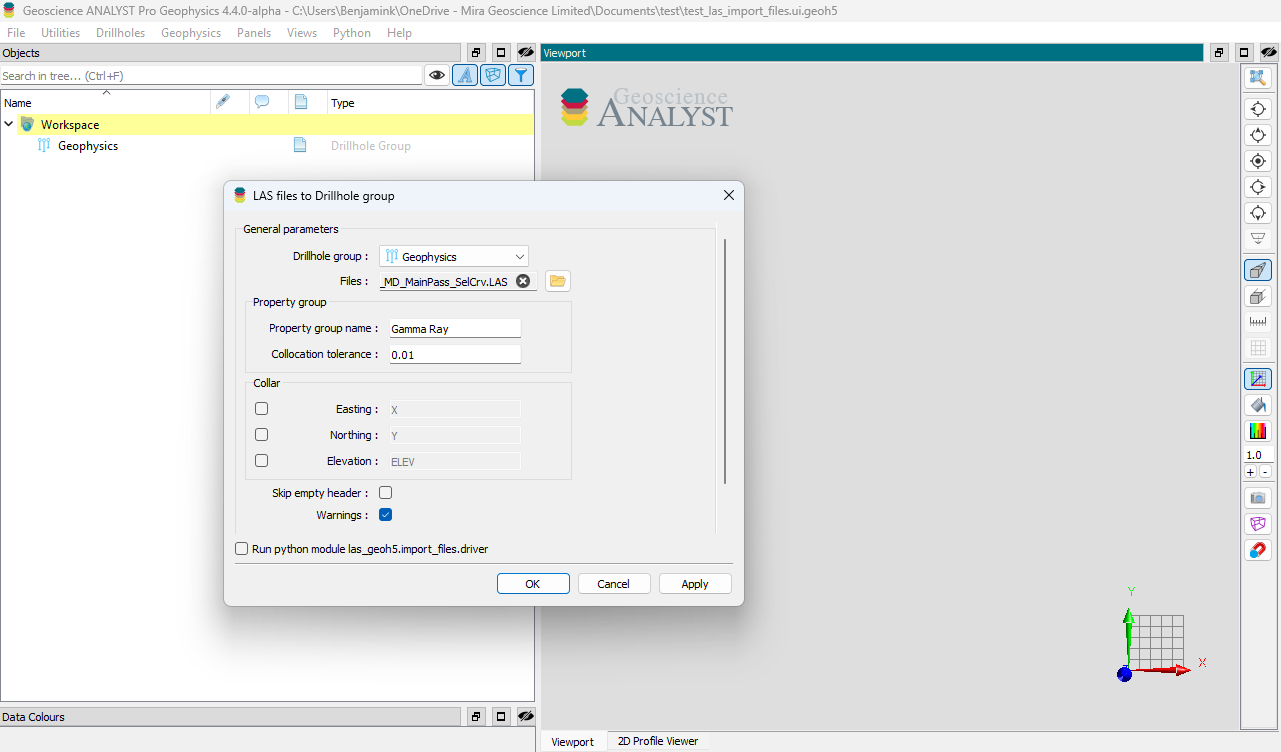 Geoscience ANALYST Pro Geophysics 4.4.0-alpha - C:\Users\Benjamink\OneDrive - Mira Geoscience Limited\Documents\test\test_las_import_files.ui.geoh5
File Utilities Drillholes Geophysics Panels Views Python Help
Objects
Viewport
Search in tree... (Ctrl+F)
Name Type
Workspace
Geophysics Drillhole Group
Geoscience
ANALYST
LAS files to Drillhole group
General parameters
Drillhole group : Geophysics
Files : _MD_MainPass_SelCrv.LAS
Property group
Property group name : Gamma Ray
Collocation tolerance : 0.01
Collar
Easting : X
Northing : Y
Elevation : ELEV
Skip empty header :
Warnings :
Run python module las_geoh5.import_files.driver
OK Cancel Apply
1.0
+ -
Y
X
Data Colours
Viewport 2D Profile Viewer